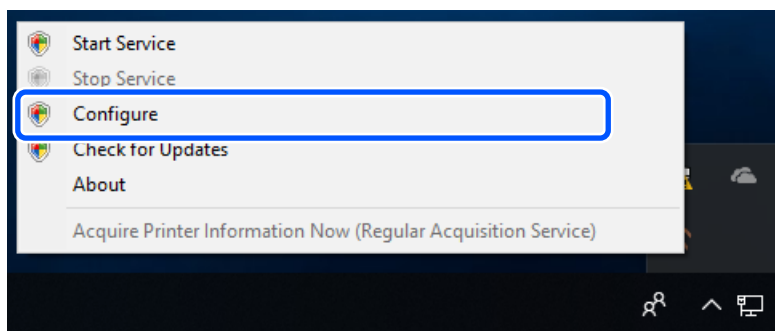 Start Service
Stop Service
Configure
Check for Updates
About
Acquire Printer Information Now (Regular Acquisition Service)